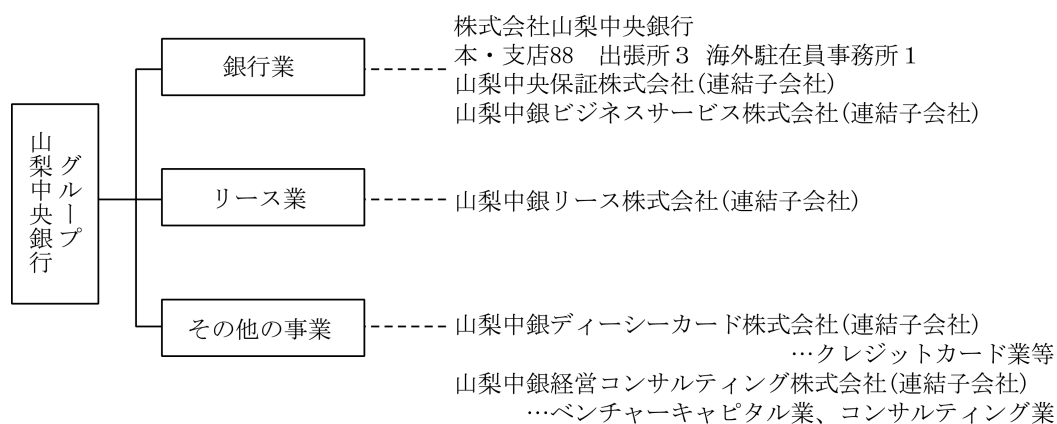 山梨中央銀行
グループ
銀行業
株式会社山梨中央銀行
本・支店88 出張所3 海外駐在員事務所1
山梨中央保証株式会社(連結子会社)
山梨中銀ビジネスサービス株式会社(連結子会社)
リース業
山梨中銀リース株式会社(連結子会社)
その他の事業
山梨中銀ディーシーカード株式会社(連結子会社)
…クレジットカード業等
山梨中銀経営コンサルティング株式会社(連結子会社)
…ベンチャーキャピタル業、コンサルティング業